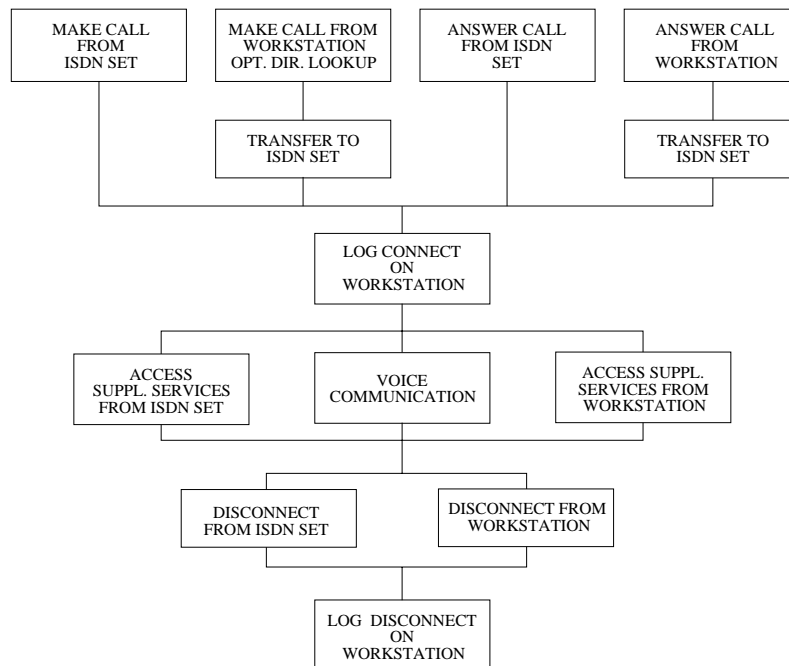 MAKE CALL
FROM
ISDN SET
MAKE CALL FROM
WORKSTATION
OPT. DIR. LOOKUP
ANSWER CALL
FROM ISDN
SET
ANSWER CALL
FROM
WORKSTATION
TRANSFER TO
ISDN SET
TRANSFER TO
ISDN SET
LOG CONNECT
ON
WORKSTATION
ACCESS
SUPPL. SERVICES
FROM ISDN SET
VOICE
COMMUNICATION
ACCESS SUPPL.
SERVICES FROM
WORKSTATION
DISCONNECT
FROM ISDN SET
DISCONNECT FROM
WORKSTATION
LOG DISCONNECT
ON
WORKSTATION